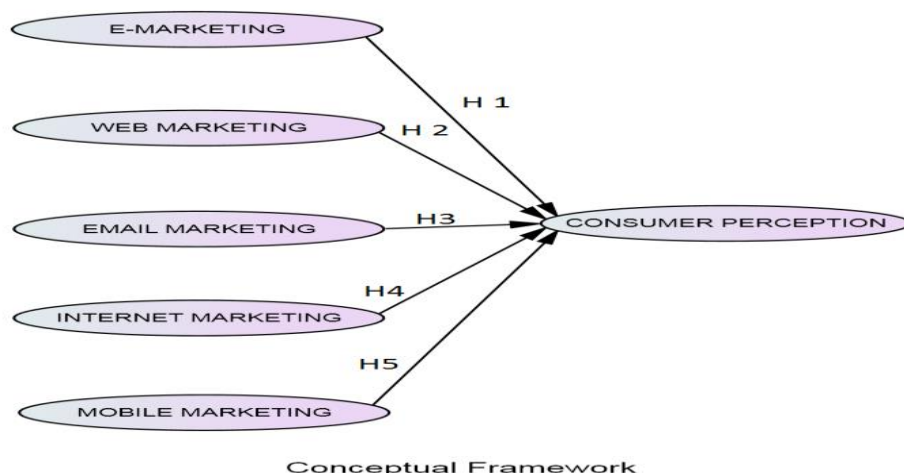 E-MARKETING
H 1
WEB MARKETING
H 2
EMAIL MARKETING
H3
CONSUMER PERCEPTION
INTERNET MARKETING
H4
MOBILE MARKETING
H5
Conceptual Framework